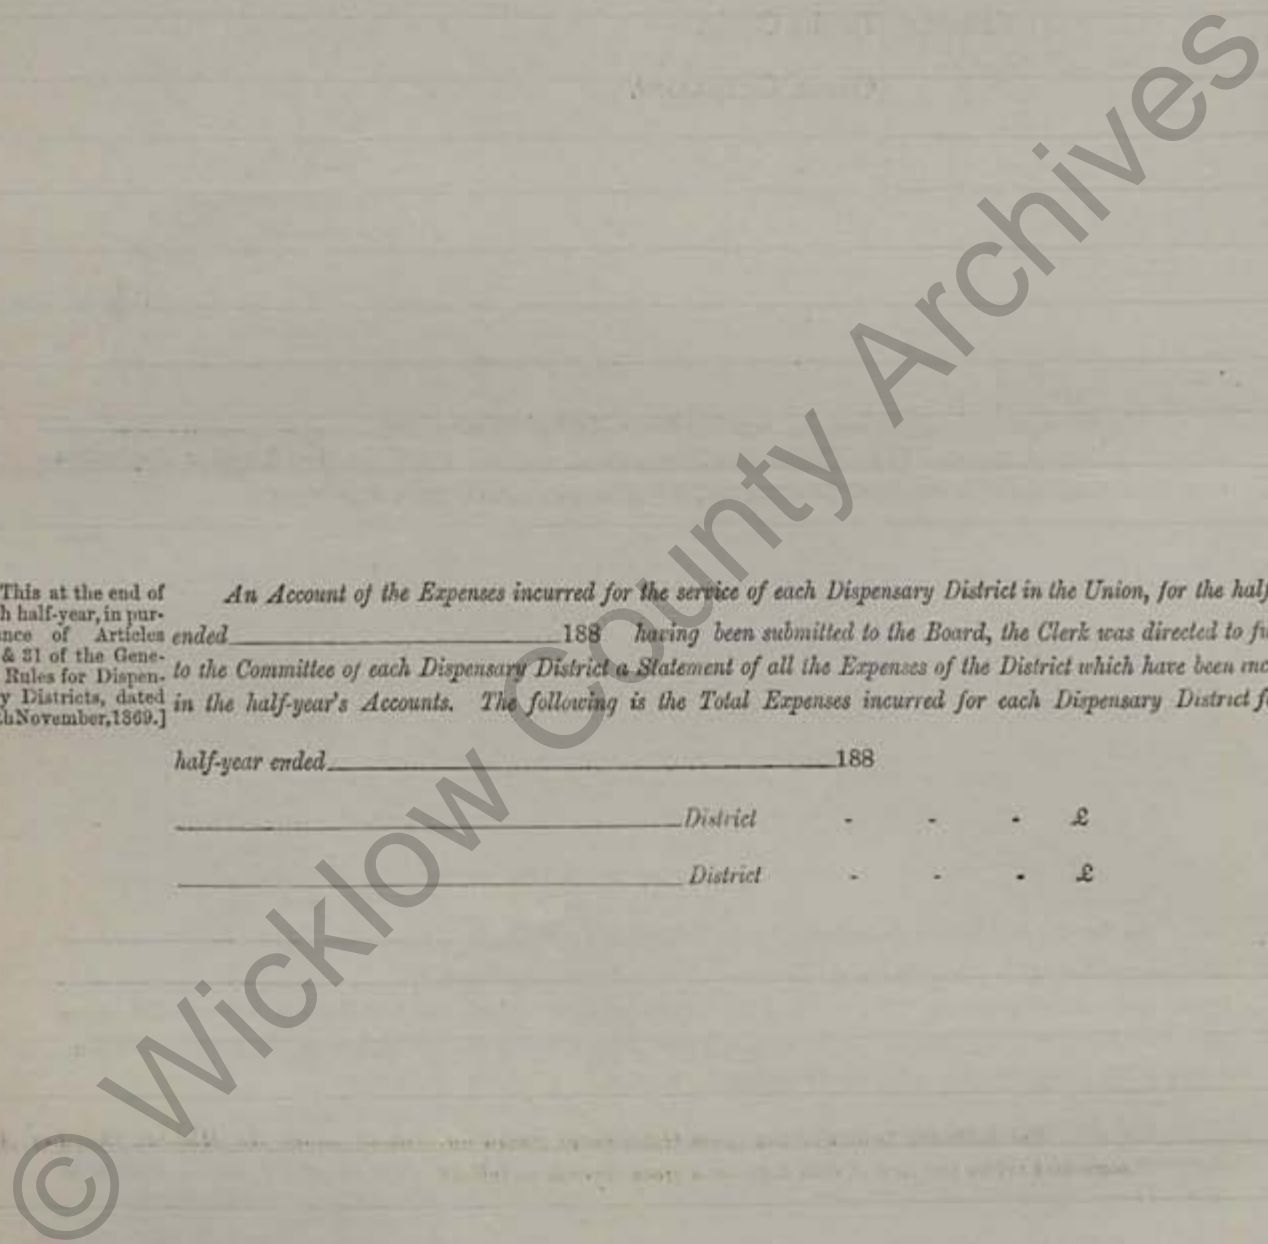 This at the end of
h half-year, in pur-
nce of Articles
& 31 of the Gene-
Rules for Dispen-
y Districts, dated
hNovember, 1869.]
An Account of the Expenses incurred for the service of each Dispensary District in the Union, for the half
ended 188 having been submitted to the Board, the Clerk was directed to fu
to the Committee of each Dispensary District a Statement of all the Expenses of the District which have been inc
in the half-year's Accounts. The following is the Total Expenses incurred for each Dispensary District f
half-year ended 188
District - - - £
District - - - £
© Wicklow County Archives